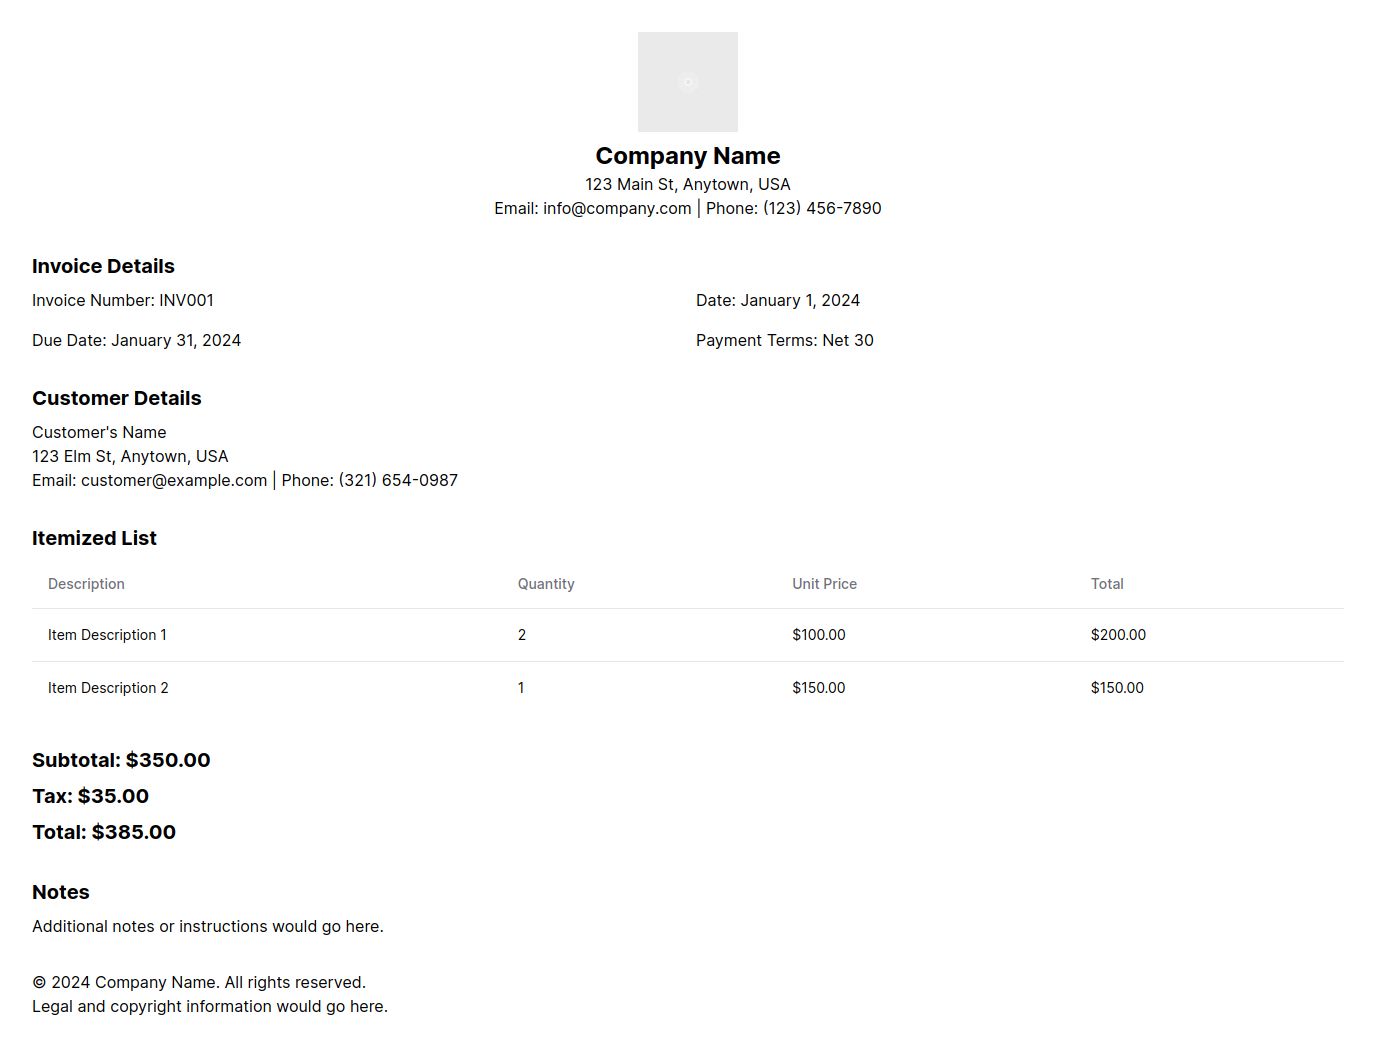 Company Name
123 Main St, Anytown, USA
Email: info@company.com | Phone: (123) 456-7890
Invoice Details
Invoice Number: INV001
Date: January 1, 2024
Due Date: January 31, 2024
Payment Terms: Net 30
Customer Details
Customer's Name
123 Elm St, Anytown, USA
Email: customer@example.com | Phone: (321) 654-0987
Itemized List
Description Quantity Unit Price Total
Item Description 1 2 $100.00 $200.00
Item Description 2 1 $150.00 $150.00
Subtotal: $350.00
Tax: $35.00
Total: $385.00
Notes
Additional notes or instructions would go here.
© 2024 Company Name. All rights reserved.
Legal and copyright information would go here.